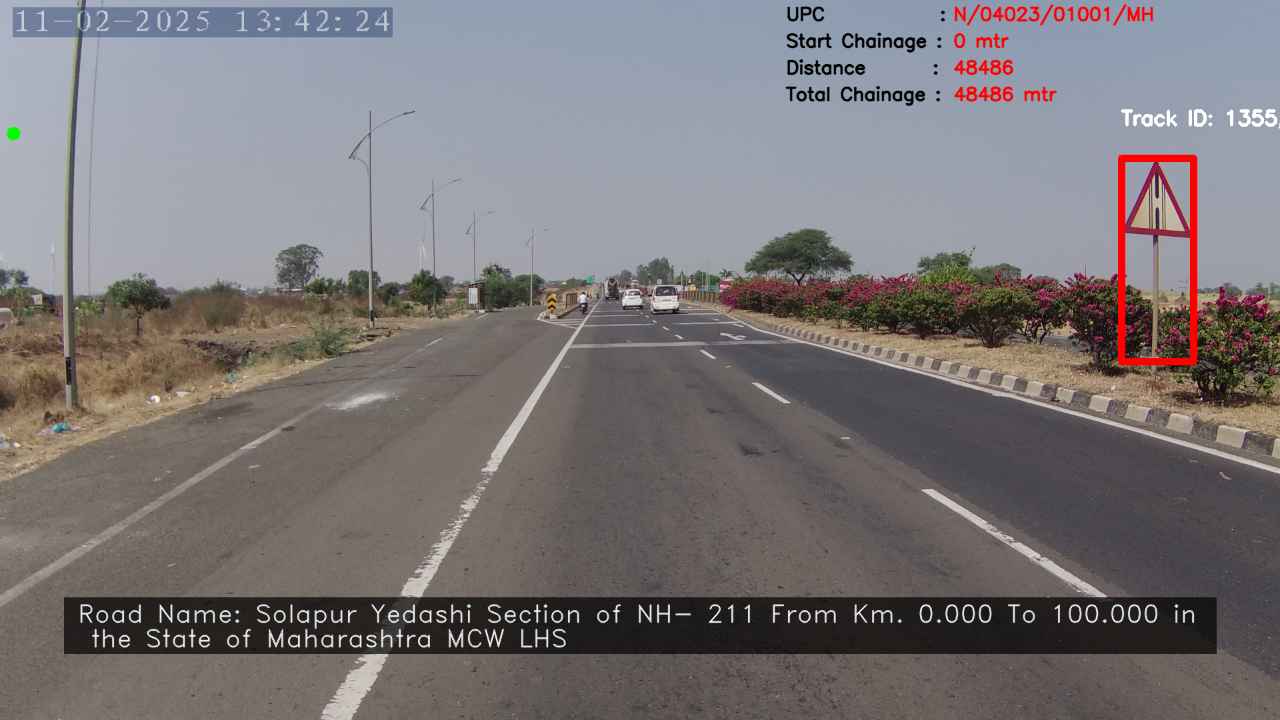 11-02-2025 13:42:24
UPC : N/04023/01001/MH
Start Chainage : 0 mtr
Distance : 48486
Total Chainage : 48486 mtr
Track ID: 1355,
Road Name: Solapur Yedashi Section of NH- 211 From Km. 0.000 To 100.000 in
the State of Maharashtra MCW LHS